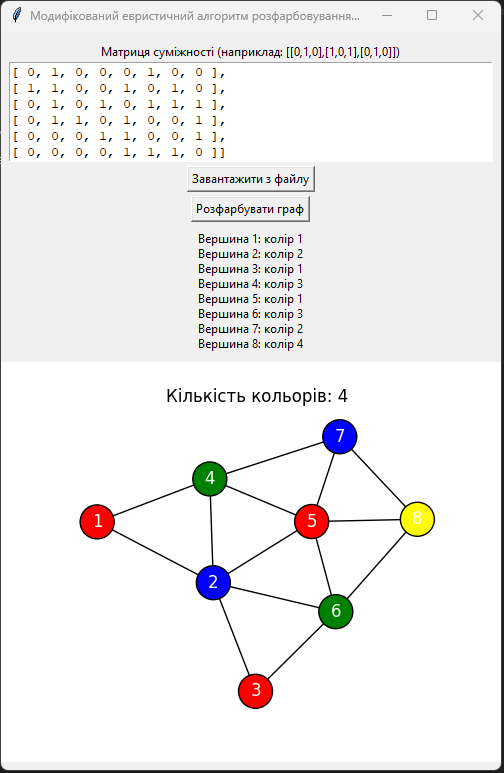 Модифікований евристичний алгоритм розфарбовування...
Матриця суміжності (наприклад: [[0,1,0],[1,0,1],[0,1,0]])
[ 0, 1, 0, 0, 0, 1, 0, 0 ],
[ 1, 1, 0, 0, 1, 0, 1, 0 ],
[ 0, 1, 0, 1, 0, 1, 1, 1 ],
[ 0, 1, 1, 0, 1, 0, 0, 1 ],
[ 0, 0, 0, 1, 1, 0, 0, 1 ],
[ 0, 0, 0, 0, 1, 1, 1, 0 ]]
Завантажити з файлу
Розфарбувати граф
Вершина 1: колір 1
Вершина 2: колір 2
Вершина 3: колір 1
Вершина 4: колір 3
Вершина 5: колір 1
Вершина 6: колір 3
Вершина 7: колір 2
Вершина 8: колір 4
Кількість кольорів: 4
7
4
1
5
8
2
6
3